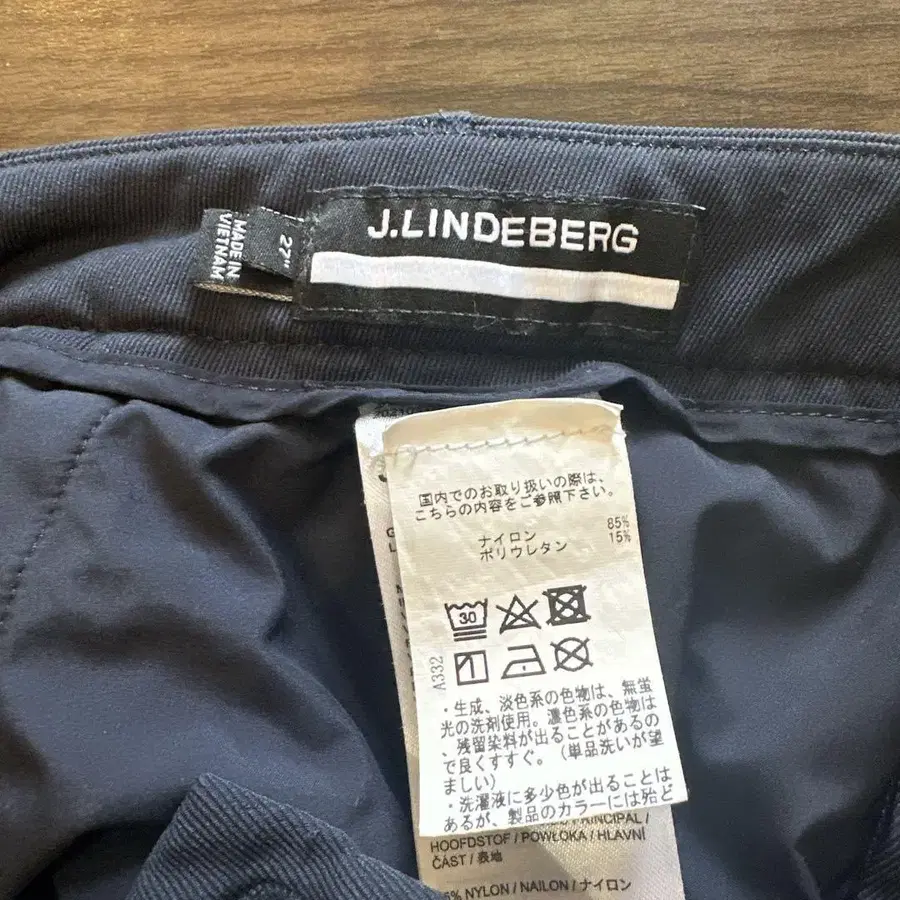 J.LINDEBERG
27"
MADE IN
VIETNAM
国内でのお取り扱いの際は、
こちらの内容をご参照下さい。
ナイロン 85%
ポリウレタン 15%
30
A332
・生成、淡色系の色物は、無蛍
光の洗剤使用。濃色系の色物は
、残留染料が出ることがあるの
で良くすすぐ。（単品洗いが望
ましい）
・洗濯液に多少色が出ることは
あるが、製品のカラーには殆ど
PRINCIPAL /
HOOFDSTOF / POWŁOKA / HLAVNÍ
ČÁST / 表地
% NYLON / NAILON / ナイロン